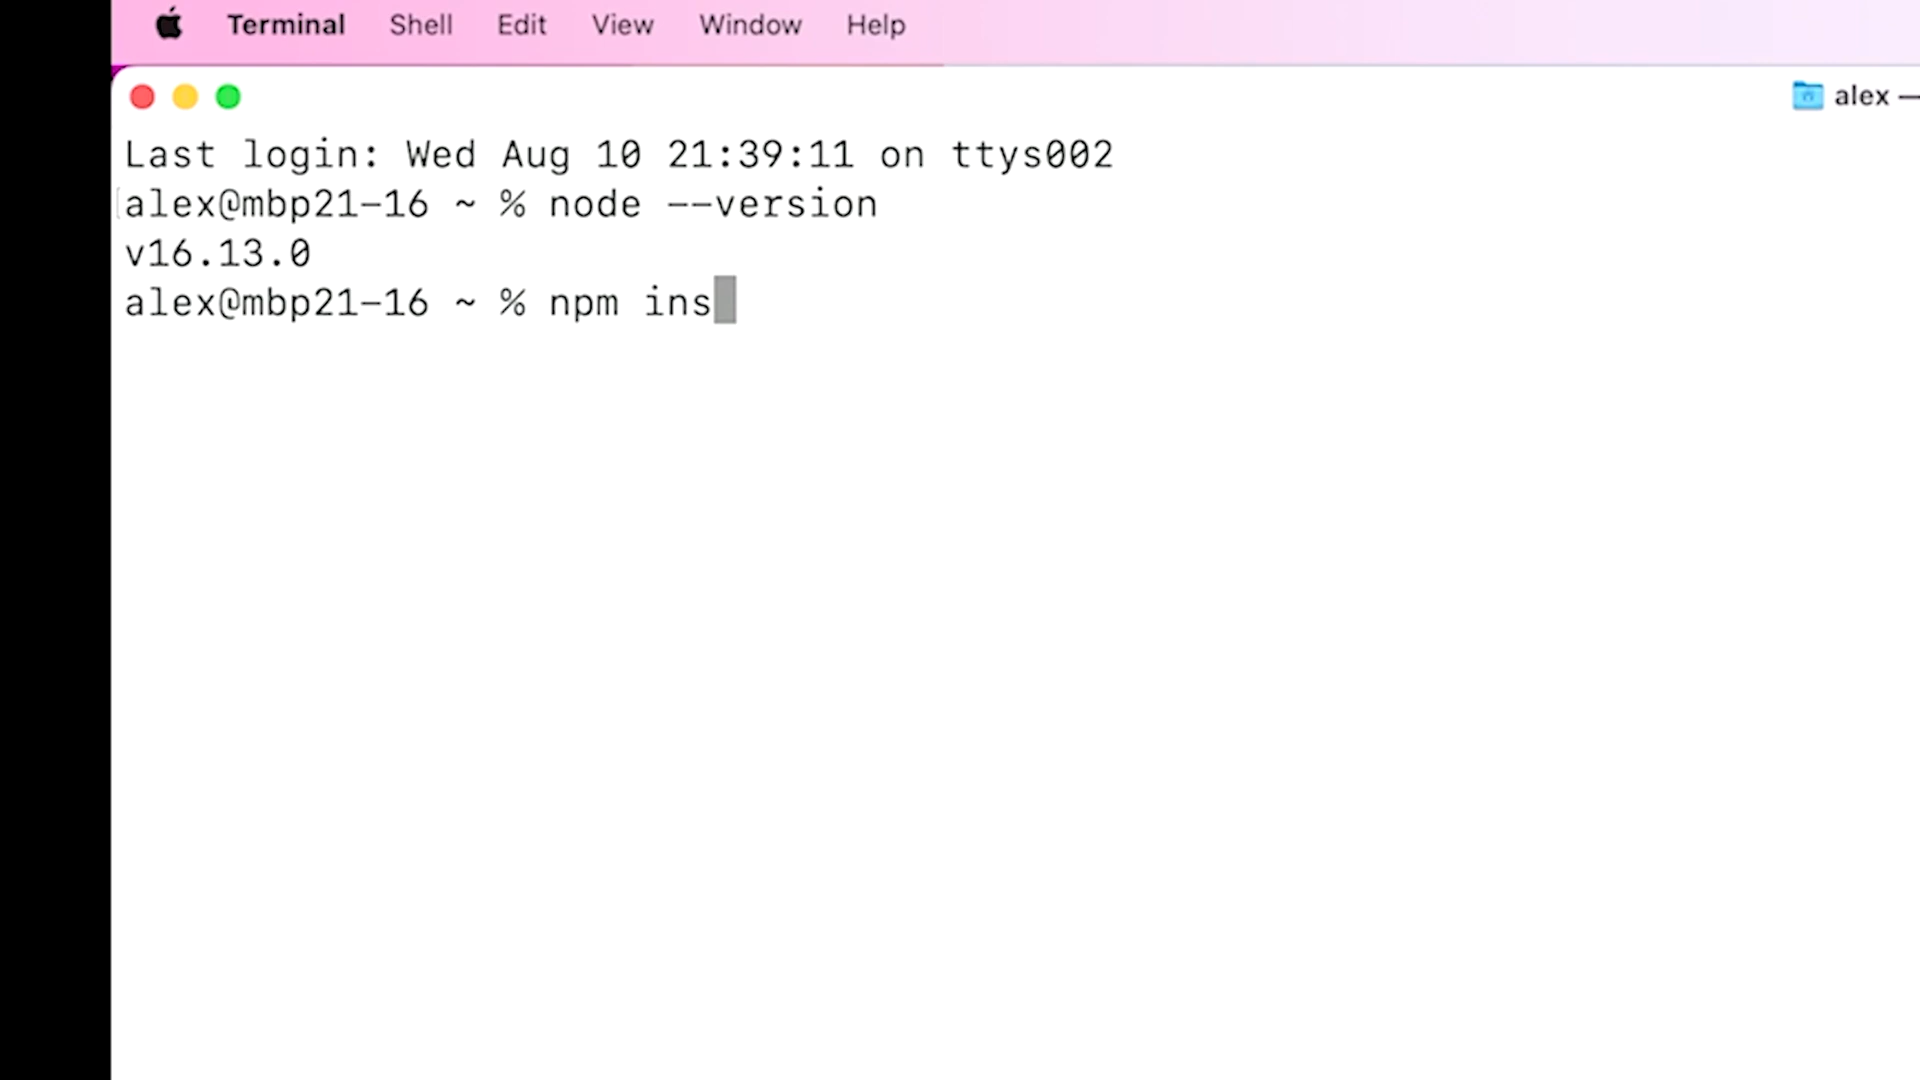 Terminal Shell Edit View Window Help
alex —
Last login: Wed Aug 10 21:39:11 on ttys002
alex@mbp21-16 ~ % node --version
v16.13.0
alex@mbp21-16 ~ % npm ins